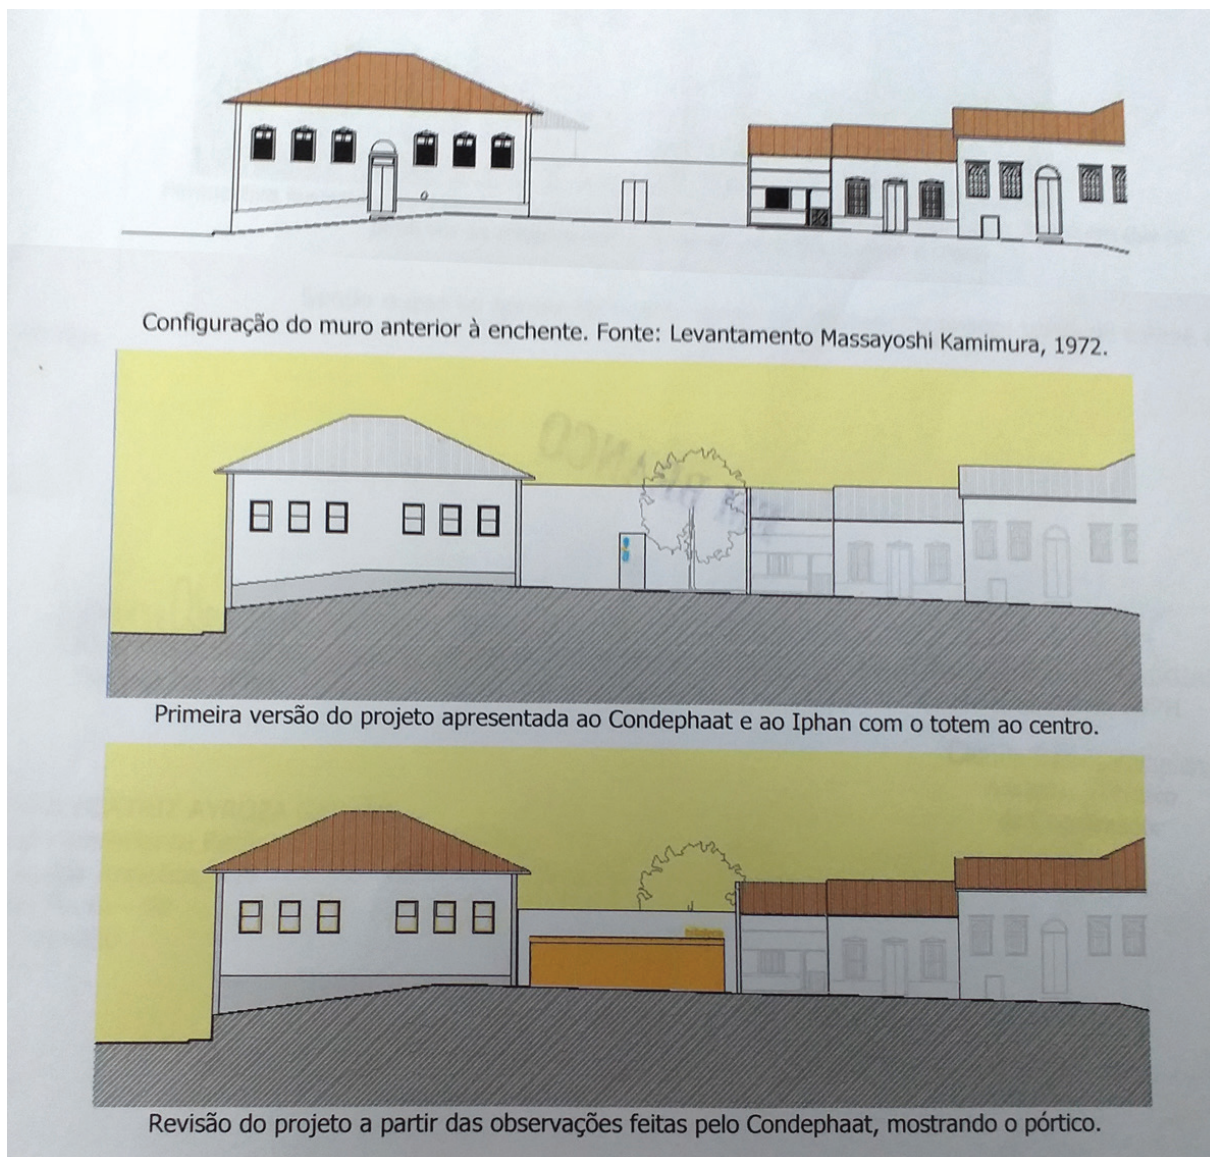 Configuração do muro anterior à enchente. Fonte: Levantamento Massayoshi Kamimura, 1972.
Primeira versão do projeto apresentada ao Condephaat e ao Iphan com o totem ao centro.
Revisão do projeto a partir das observações feitas pelo Condephaat, mostrando o pórtico.